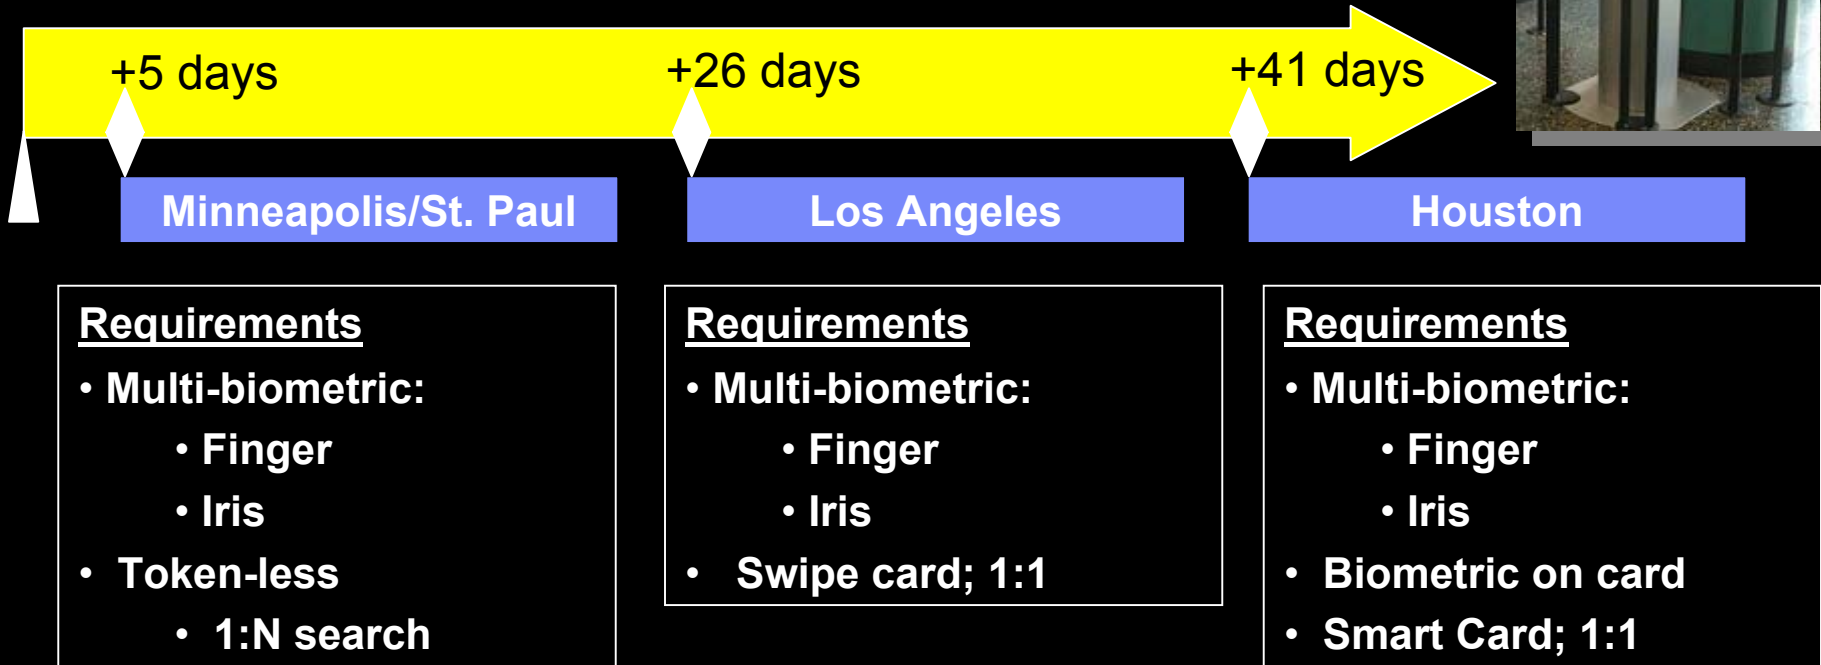 +5 days
+26 days
+41 days
Minneapolis/St. Paul
Los Angeles
Houston
Requirements
• Multi-biometric:
• Finger
• Iris
• Token-less
• 1:N search
Requirements
• Multi-biometric:
• Finger
• Iris
• Swipe card; 1:1
Requirements
• Multi-biometric:
• Finger
• Iris
• Biometric on card
• Smart Card; 1:1